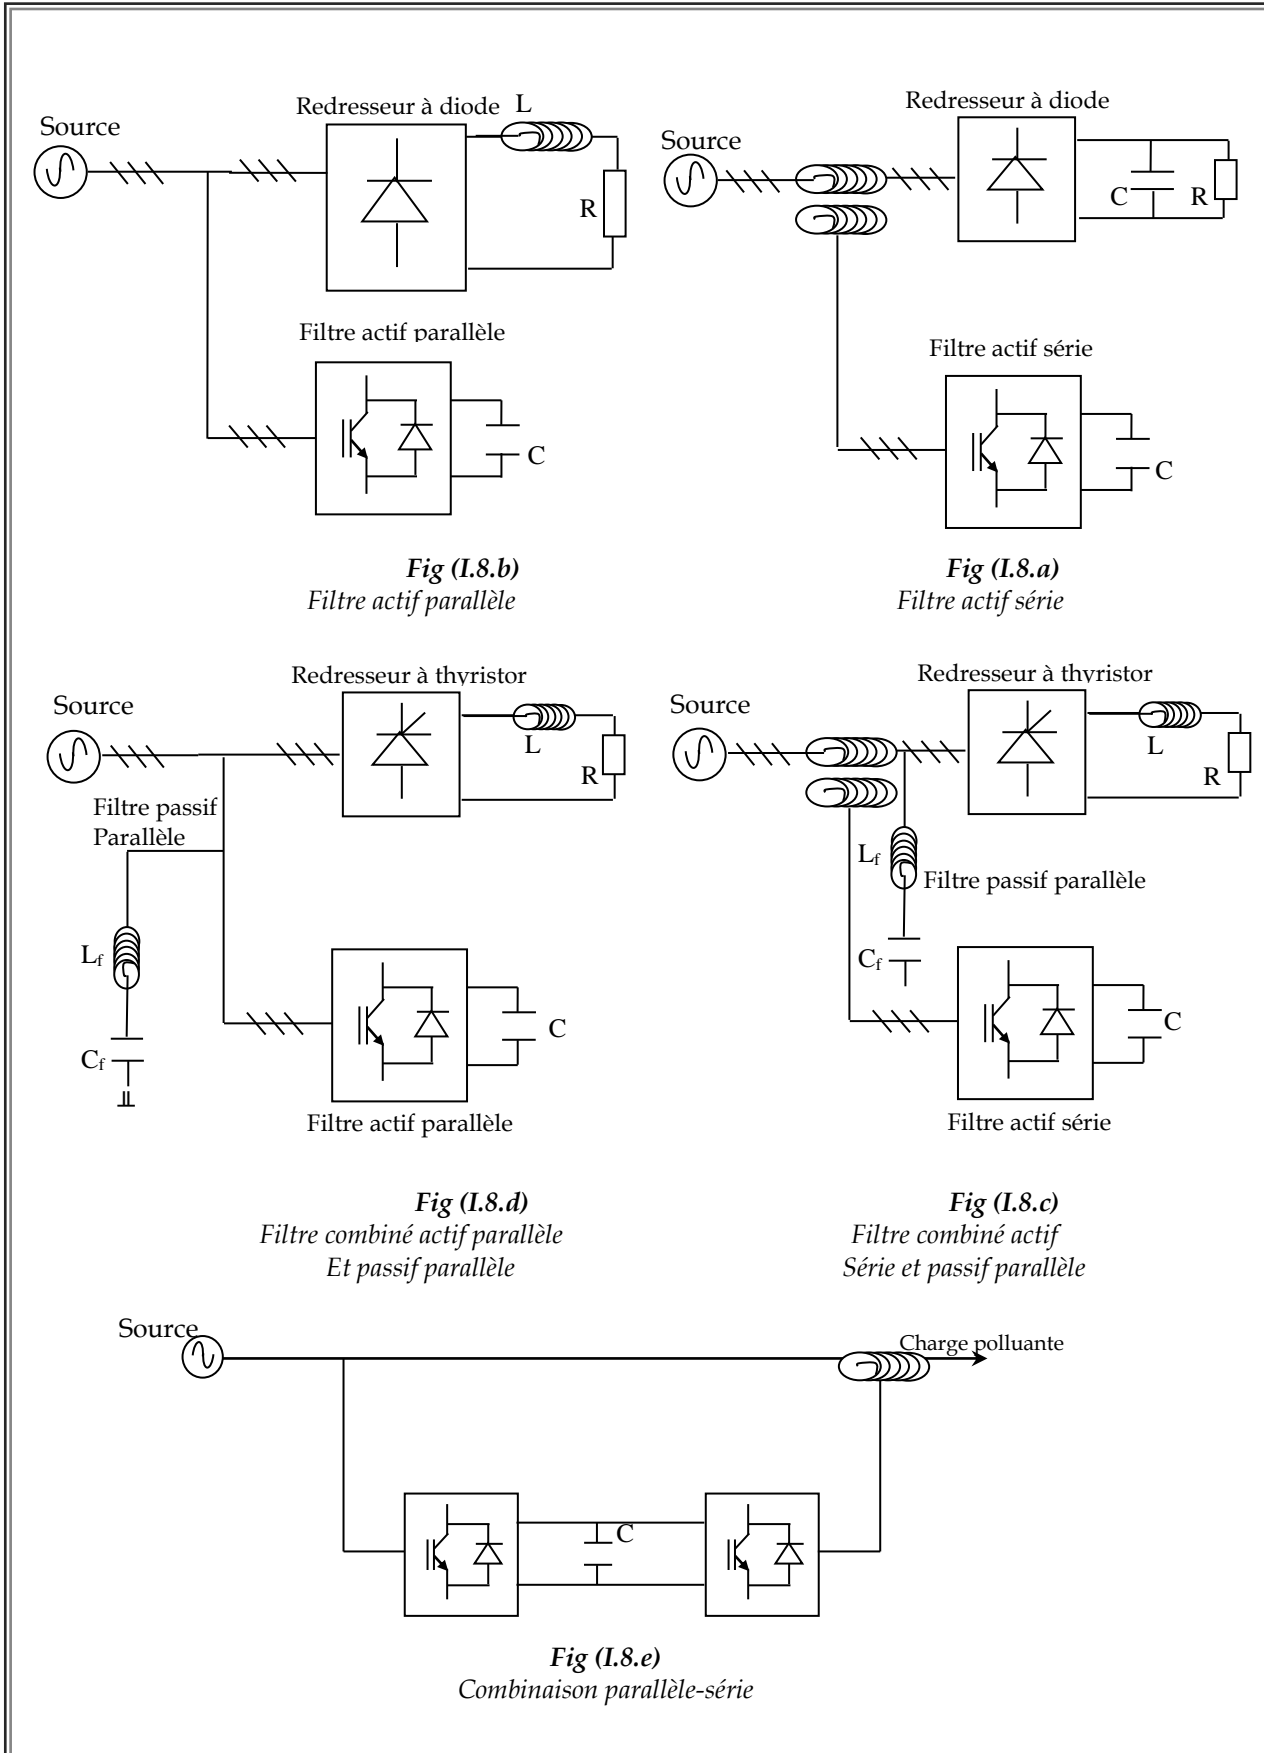 Redresseur à diode
L
Source
R
Filtre actif parallèle
C
Fig (I.8.b)
Filtre actif parallèle
Redresseur à diode
Source
C
R
Filtre actif série
C
Fig (I.8.a)
Filtre actif série
Redresseur à thyristor
Source
L
R
Filtre passif
Parallèle
Lf
Cf
C
Filtre actif parallèle
Fig (I.8.d)
Filtre combiné actif parallèle
Et passif parallèle
Redresseur à thyristor
Source
L
R
Lf
Filtre passif parallèle
Cf
C
Filtre actif série
Fig (I.8.c)
Filtre combiné actif
Série et passif parallèle
Source
Charge polluante
C
Fig (I.8.e)
Combinaison parallèle-série